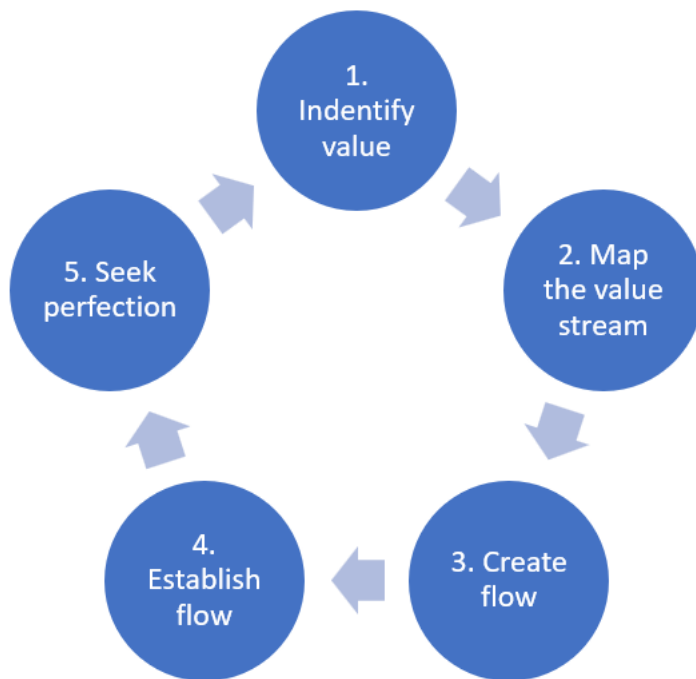 1.
Indentify
value
2. Map
the value
stream
3. Create
flow
4.
Establish
flow
5. Seek
perfection